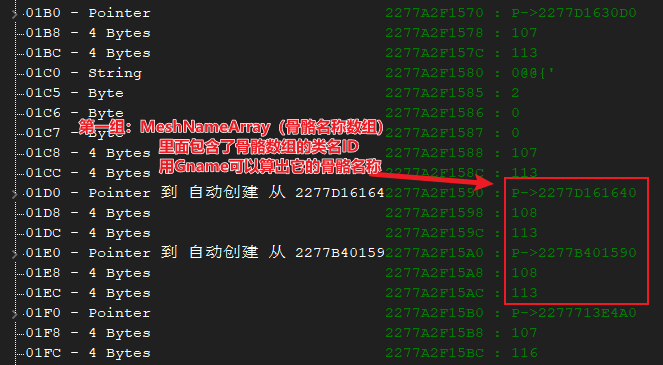 01B0 - Pointer 2277A2F1570 : P->2277D1630D0
01B8 - 4 Bytes 2277A2F1578 : 107
01BC - 4 Bytes 2277A2F157C : 113
01C0 - String 2277A2F1580 : 0@@{'
01C5 - Byte 2277A2F1585 : 2
01C6 - Byte 2277A2F1586 : 0
01C7 - Byte 2277A2F1587 : 0
第一组：MeshNameArray（骨骼名称数组）
里面包含了骨骼数组的类名ID
用Gname可以算出它的骨骼名称
01C8 - 4 Bytes 2277A2F1588 : 107
01CC - 4 Bytes 2277A2F158C : 113
01D0 - Pointer 到 自动创建 从 2277D16164 2277A2F1590 : P->2277D161640
01D8 - 4 Bytes 2277A2F1598 : 108
01DC - 4 Bytes 2277A2F159C : 113
01E0 - Pointer 到 自动创建 从 2277B40159 2277A2F15A0 : P->2277B401590
01E8 - 4 Bytes 2277A2F15A8 : 108
01EC - 4 Bytes 2277A2F15AC : 113
01F0 - Pointer 2277A2F15B0 : P->2277713E4A0
01F8 - 4 Bytes 2277A2F15B8 : 107
01FC - 4 Bytes 2277A2F15BC : 116